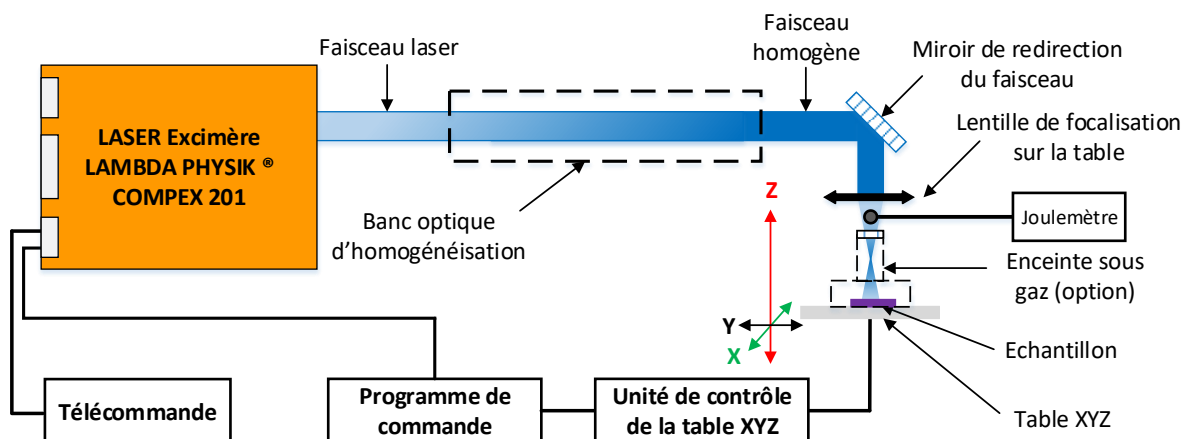 Faisceau laser
Faisceau
homogène
Miroir de redirection
du faisceau
LASER Excimère
LAMBDA PHYSIK ®
COMPEX 201
Lentille de focalisation
sur la table
Banc optique
d’homogénéisation
Z
Joulemètre
Enceinte sous
gaz (option)
Y
X
Echantillon
Télécommande
Programme de
commande
Unité de contrôle
de la table XYZ
Table XYZ